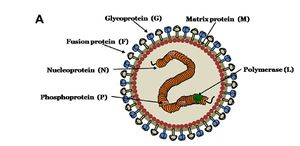 A
Glycoprotein (G)
Matrix protein (M)
Fusion protein (F)
Nucleoprotein (N)
Polymerase (L)
Phosphoprotein (P)